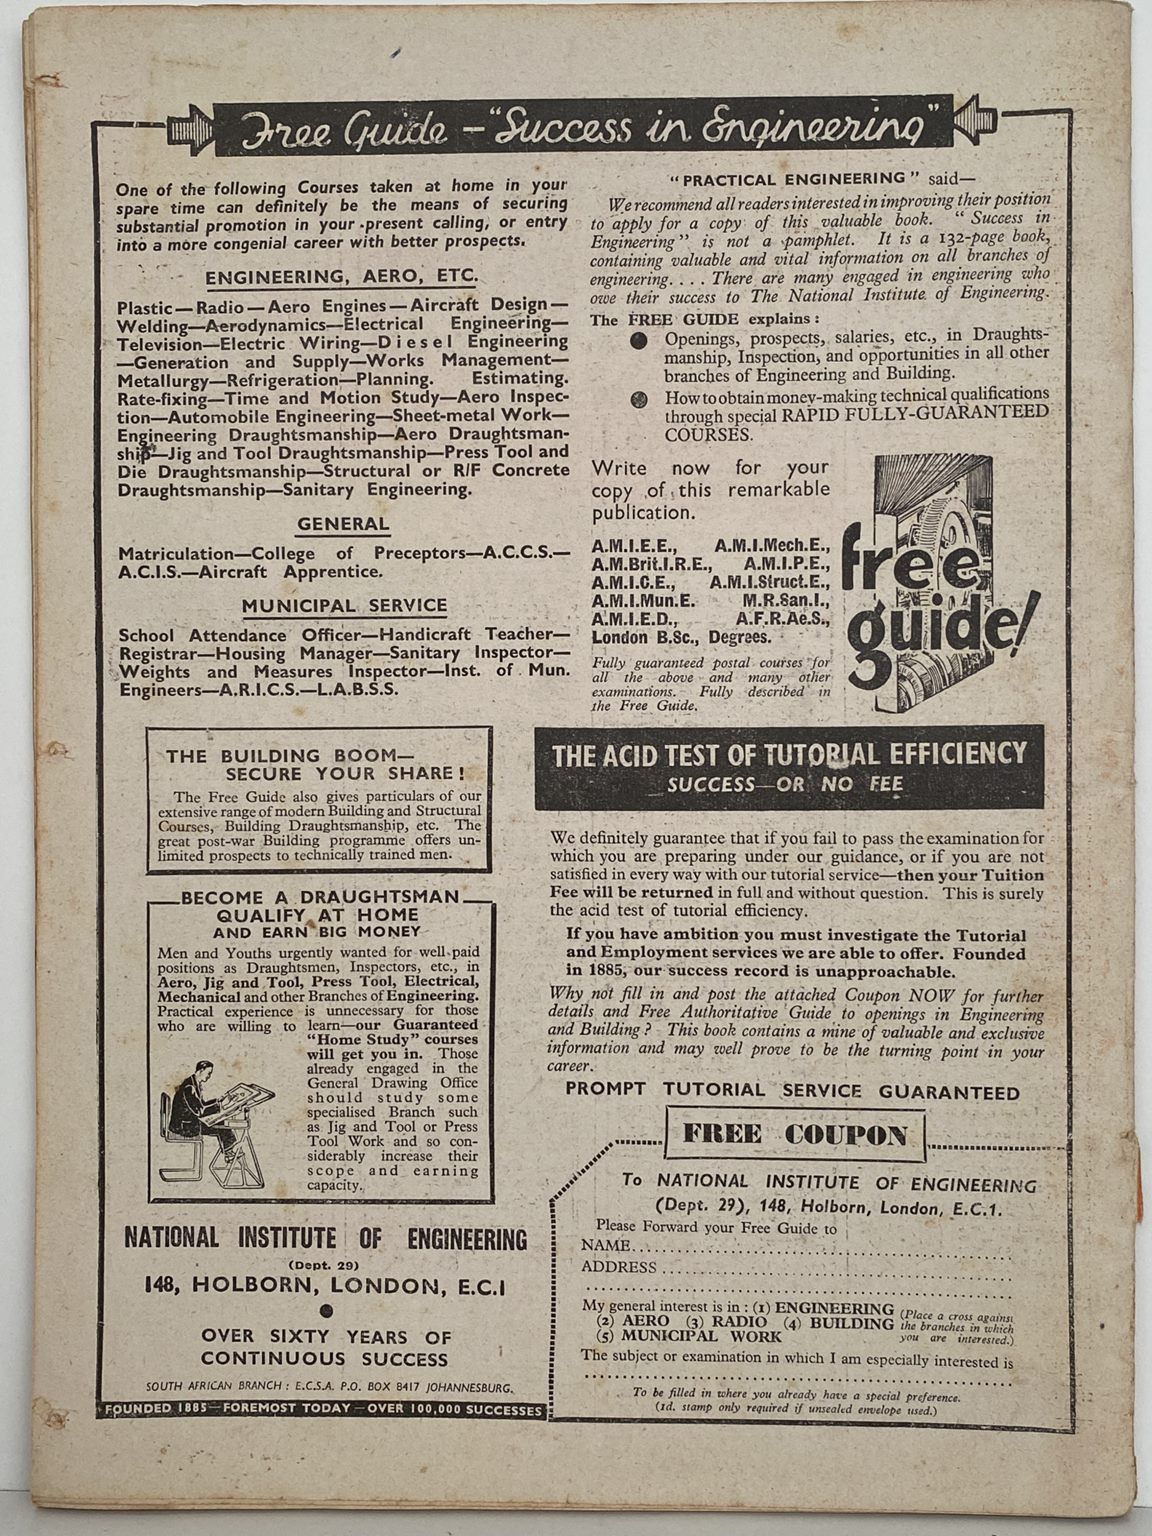 Free Guide – "Success in Engineering"
One of the following Courses taken at home in your
spare time can definitely be the means of securing
substantial promotion in your present calling, or entry
into a more congenial career with better prospects.
ENGINEERING, AERO, ETC.
Plastic—Radio—Aero Engines—Aircraft Design—
Welding—Aerodynamics—Electrical Engineering—
Television—Electric Wiring—Diesel Engineering
—Generation and Supply—Works Management—
Metallurgy—Refrigeration—Planning. Estimating.
Rate-fixing—Time and Motion Study—Aero Inspec-
tion—Automobile Engineering—Sheet-metal Work—
Engineering Draughtsmanship—Aero Draughtsman-
ship—Jig and Tool Draughtsmanship—Press Tool and
Die Draughtsmanship—Structural or R/F Concrete
Draughtsmanship—Sanitary Engineering.
GENERAL
Matriculation—College of Preceptors—A.C.C.S.—
A.C.I.S.—Aircraft Apprentice.
MUNICIPAL SERVICE
School Attendance Officer—Handicraft Teacher—
Registrar—Housing Manager—Sanitary Inspector—
Weights and Measures Inspector—Inst. of Mun.
Engineers—A.R.I.C.S.—L.A.B.S.S.
THE BUILDING BOOM—
SECURE YOUR SHARE!
The Free Guide also gives particulars of our
extensive range of modern Building and Structural
Courses, Building Draughtsmanship, etc. The
great post-war Building programme offers un-
limited prospects to technically trained men.
BECOME A DRAUGHTSMAN
QUALIFY AT HOME
AND EARN BIG MONEY
Men and Youths urgently wanted for well paid
positions as Draughtsmen, Inspectors, etc., in
Aero, Jig and Tool, Press Tool, Electrical,
Mechanical and other Branches of Engineering.
Practical experience is unnecessary for those
who are willing to learn—our Guaranteed
"Home Study" courses
will get you in. Those
already engaged in the
General Drawing Office
should study some
specialised Branch such
as Jig and Tool or Press
Tool Work and so con-
siderably increase their
scope and earning
capacity.
NATIONAL INSTITUTE OF ENGINEERING
(Dept. 29)
148, HOLBORN, LONDON, E.C.1
OVER SIXTY YEARS OF
CONTINUOUS SUCCESS
SOUTH AFRICAN BRANCH : E.C.S.A. P.O. BOX 8417 JOHANNESBURG.
FOUNDED 1885—FOREMOST TODAY—OVER 100,000 SUCCESSES
"PRACTICAL ENGINEERING" said—
We recommend all readers interested in improving their position
to apply for a copy of this valuable book. "Success in
Engineering" is not a pamphlet. It is a 132-page book,
containing valuable and vital information on all branches of
engineering. . . . There are many engaged in engineering who
owe their success to The National Institute of Engineering.
The FREE GUIDE explains :
● Openings, prospects, salaries, etc., in Draughts-
manship, Inspection, and opportunities in all other
branches of Engineering and Building.
● How to obtain money-making technical qualifications
through special RAPID FULLY-GUARANTEED
COURSES.
Write now for your
copy of this remarkable
publication.
A.M.I.E.E., A.M.I.Mech.E.,
A.M.Brit.I.R.E., A.M.I.P.E.,
A.M.I.C.E., A.M.I.Struct.E.,
A.M.I.Mun.E. M.R.San.I.,
A.M.I.E.D., A.F.R.Ae.S.,
London B.Sc., Degrees.
Fully guaranteed postal courses for
all the above and many other
examinations. Fully described in
the Free Guide.
free
guide!
THE ACID TEST OF TUTORIAL EFFICIENCY
SUCCESS—OR NO FEE
We definitely guarantee that if you fail to pass the examination for
which you are preparing under our guidance, or if you are not
satisfied in every way with our tutorial service—then your Tuition
Fee will be returned in full and without question. This is surely
the acid test of tutorial efficiency.
If you have ambition you must investigate the Tutorial
and Employment services we are able to offer. Founded
in 1885, our success record is unapproachable.
Why not fill in and post the attached Coupon NOW for further
details and Free Authoritative Guide to openings in Engineering
and Building? This book contains a mine of valuable and exclusive
information and may well prove to be the turning point in your
career.
PROMPT TUTORIAL SERVICE GUARANTEED
FREE COUPON
To NATIONAL INSTITUTE OF ENGINEERING
(Dept. 29), 148, Holborn, London, E.C.1.
Please Forward your Free Guide to
NAME
ADDRESS
My general interest is in : (1) ENGINEERING
(2) AERO (3) RADIO (4) BUILDING
(5) MUNICIPAL WORK
(Place a cross against
the branches in which
you are interested.)
The subject or examination in which I am especially interested is
To be filled in where you already have a special preference.
(1d. stamp only required if unsealed envelope used.)